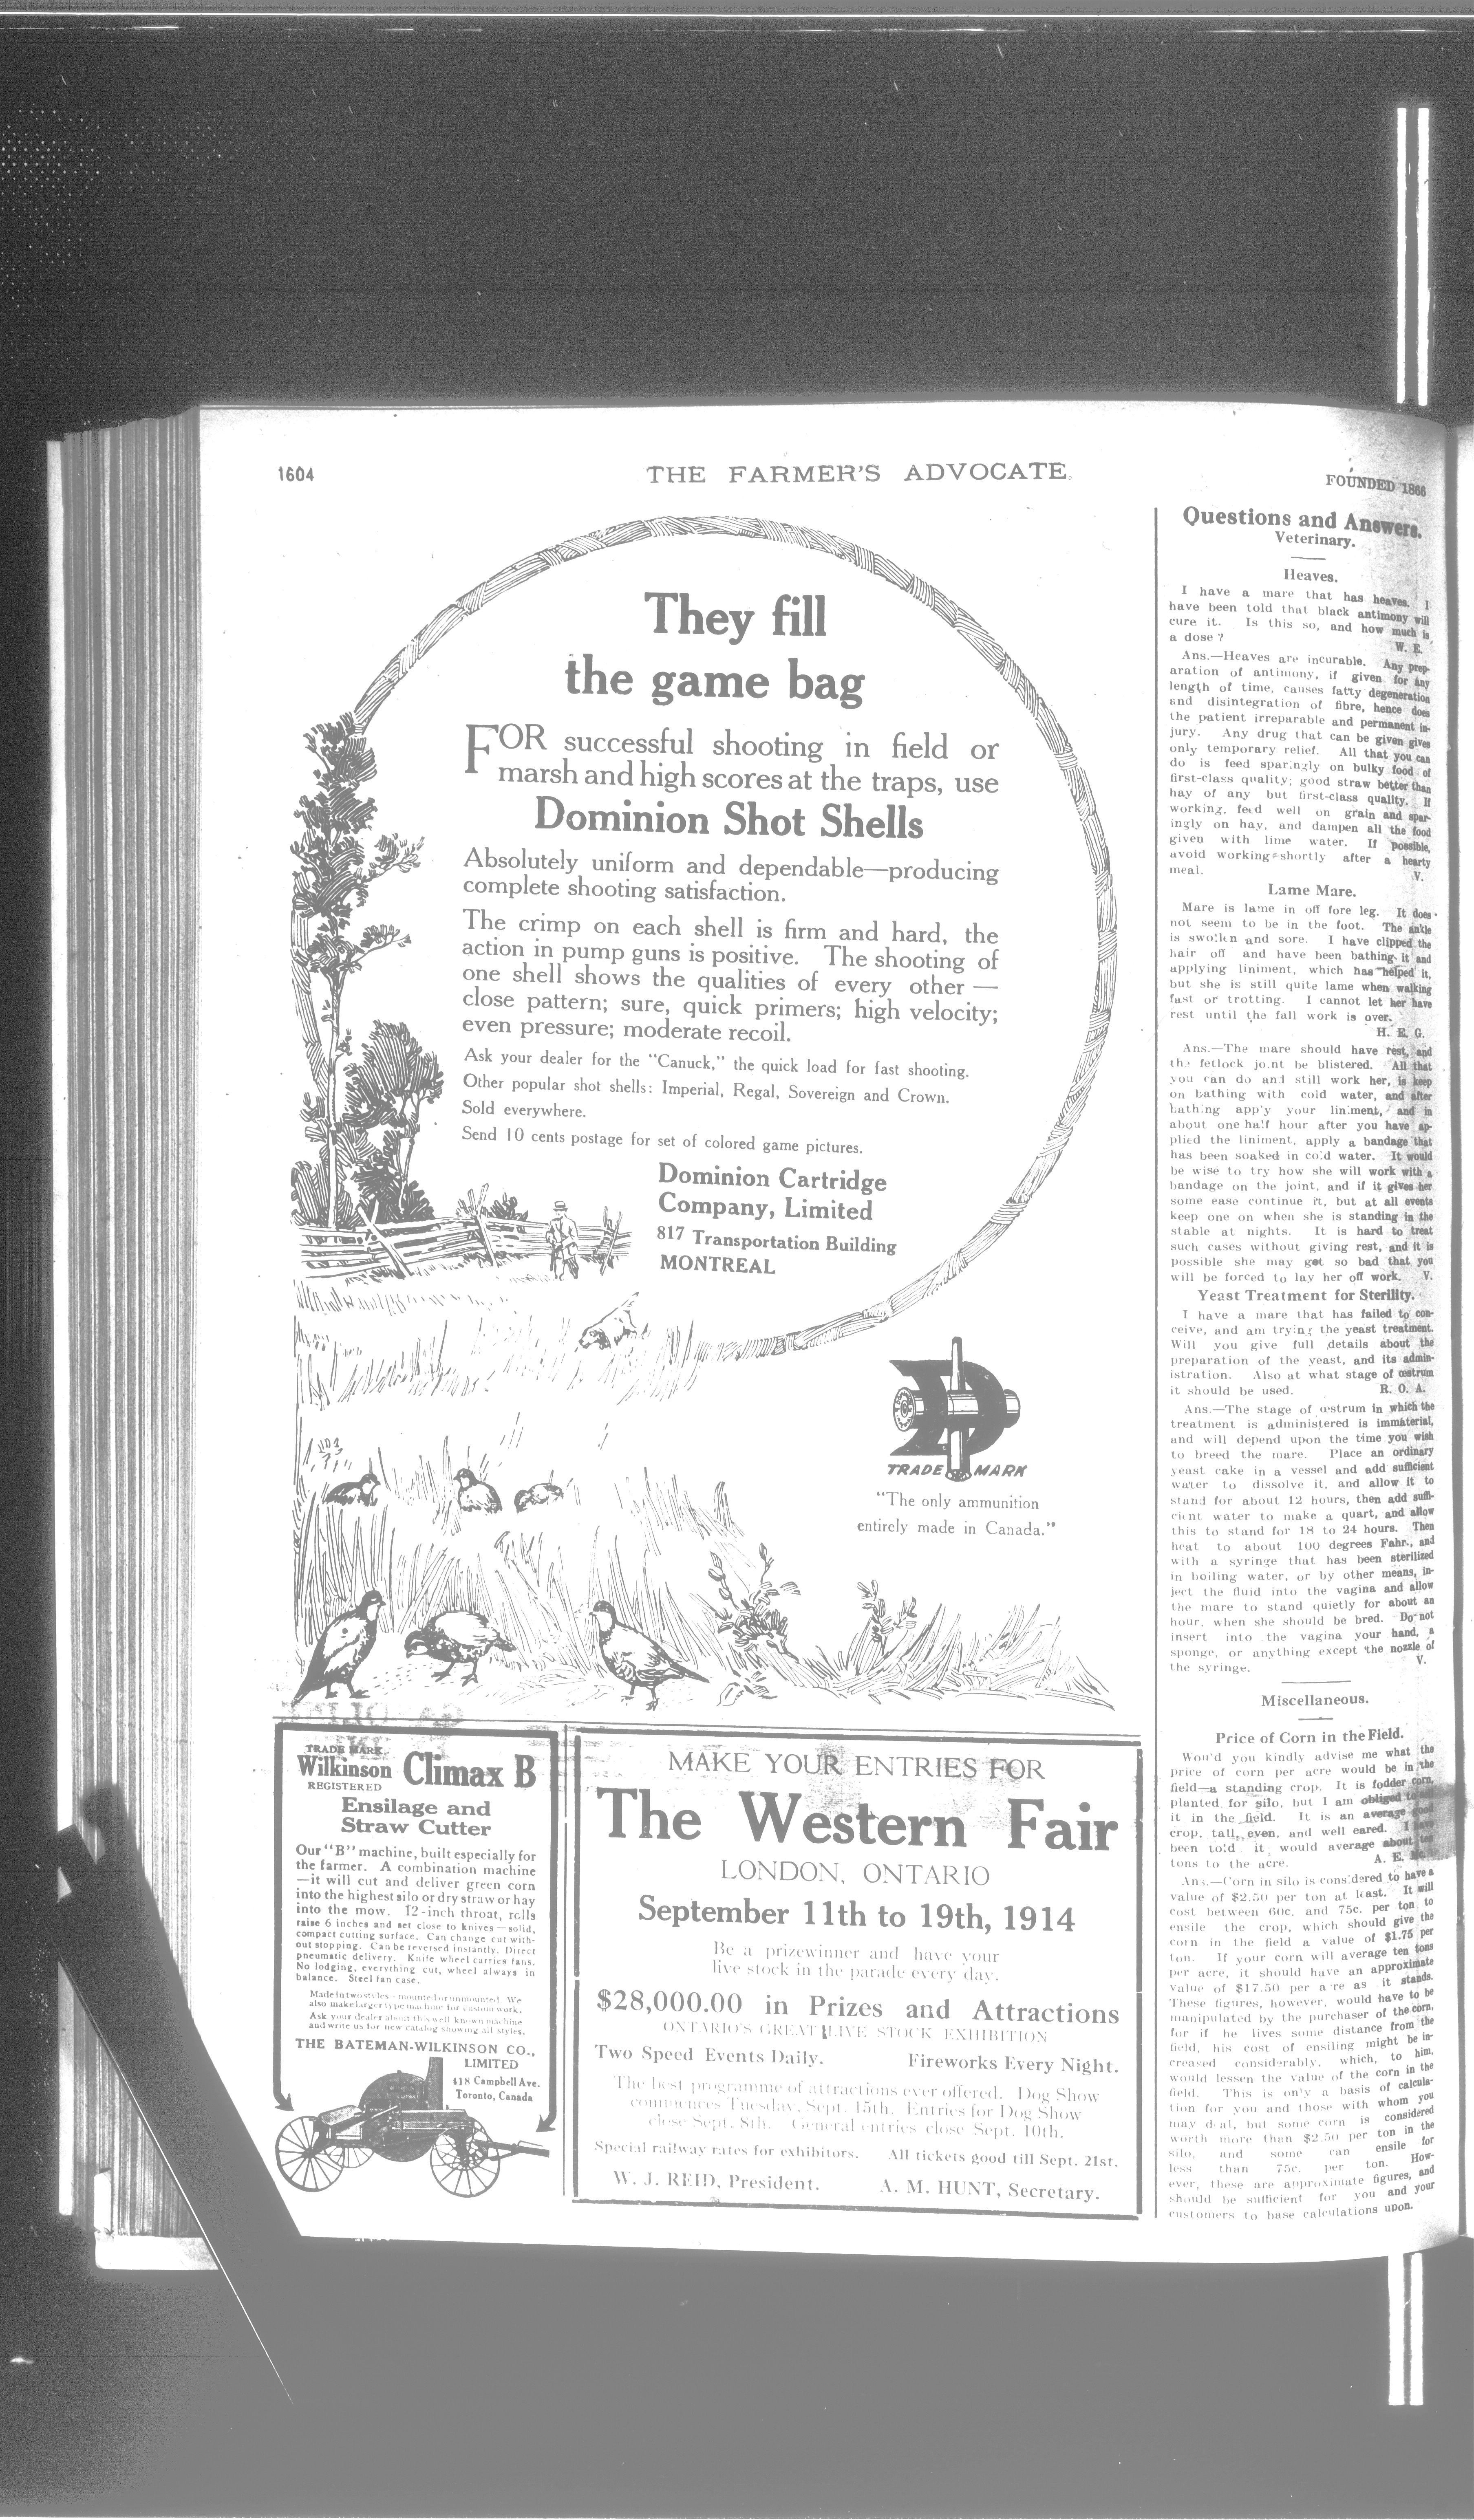 1604
THE FARMER'S ADVOCATE
FOUNDED 1866
They fill
the game bag
FOR successful shooting in field or
marsh and high scores at the traps, use
Dominion Shot Shells
Absolutely uniform and dependable—producing
complete shooting satisfaction.
The crimp on each shell is firm and hard, the
action in pump guns is positive. The shooting of
one shell shows the qualities of every other —
close pattern; sure, quick primers; high velocity;
even pressure; moderate recoil.
Ask your dealer for the "Canuck," the quick load for fast shooting.
Other popular shot shells: Imperial, Regal, Sovereign and Crown.
Sold everywhere.
Send 10 cents postage for set of colored game pictures.
Dominion Cartridge
Company, Limited
817 Transportation Building
MONTREAL
D
TRADE MARK
"The only ammunition
entirely made in Canada."
TRADE MARK
Wilkinson Climax B
REGISTERED
Ensilage and
Straw Cutter
Our "B" machine, built especially for
the farmer. A combination machine
—it will cut and deliver green corn
into the highest silo or dry straw or hay
into the mow. 12-inch throat, rolls
raise 6 inches and set close to knives—solid,
compact cutting surface. Can change cut with-
out stopping. Can be reversed instantly. Direct
pneumatic delivery. Knife wheel carries fans.
No lodging, everything cut, wheel always in
balance. Steel fan case.
Made in two styles—mounted or unmounted. We
also make larger type machine for custom work.
Ask your dealer about this well known machine
and write us for new catalog showing all styles.
THE BATEMAN-WILKINSON CO.,
LIMITED
418 Campbell Ave.
Toronto, Canada
MAKE YOUR ENTRIES FOR
The Western Fair
LONDON, ONTARIO
September 11th to 19th, 1914
Be a prizewinner and have your
live stock in the parade every day.
$28,000.00 in Prizes and Attractions
ONTARIO'S GREAT LIVE STOCK EXHIBITION
Two Speed Events Daily. Fireworks Every Night.
The best programme of attractions ever offered. Dog Show
commences Tuesday, Sept. 15th. Entries for Dog Show
close Sept. 8th. General entries close Sept. 10th.
Special railway rates for exhibitors. All tickets good till Sept. 21st.
W. J. REID, President. A. M. HUNT, Secretary.
Questions and Answers.
Veterinary.
Heaves.
I have a mare that has heaves. I
have been told that black antimony will
cure it. Is this so, and how much is
a dose?
W. E.
Ans.—Heaves are incurable. Any prep-
aration of antimony, if given for any
length of time, causes fatty degeneration
and disintegration of fibre, hence does
the patient irreparable and permanent in-
jury. Any drug that can be given gives
only temporary relief. All that you can
do is feed sparingly on bulky food of
first-class quality; good straw better than
hay of any but first-class quality. If
working, feed well on grain and spar-
ingly on hay, and dampen all the food
given with lime water. If possible,
avoid working shortly after a hearty
meal. V.
Lame Mare.
Mare is lame in off fore leg. It does
not seem to be in the foot. The ankle
is swollen and sore. I have clipped the
hair off and have been bathing it and
applying liniment, which has helped it,
but she is still quite lame when walking
fast or trotting. I cannot let her have
rest until the fall work is over.
H. E. G.
Ans.—The mare should have rest, and
the fetlock joint be blistered. All that
you can do and still work her, is keep
on bathing with cold water, and after
bathing apply your liniment, and in
about one half hour after you have ap-
plied the liniment, apply a bandage that
has been soaked in cold water. It would
be wise to try how she will work with a
bandage on the joint, and if it gives her
some ease continue it, but at all events
keep one on when she is standing in the
stable at nights. It is hard to treat
such cases without giving rest, and it is
possible she may get so bad that you
will be forced to lay her off work. V.
Yeast Treatment for Sterility.
I have a mare that has failed to con-
ceive, and am trying the yeast treatment.
Will you give full details about the
preparation of the yeast, and its admin-
istration. Also at what stage of œstrum
it should be used. R. O. A.
Ans.—The stage of œstrum in which the
treatment is administered is immaterial,
and will depend upon the time you wish
to breed the mare. Place an ordinary
yeast cake in a vessel and add sufficient
water to dissolve it, and allow it to
stand for about 12 hours, then add suffi-
cient water to make a quart, and allow
this to stand for 18 to 24 hours. Then
heat to about 100 degrees Fahr., and
with a syringe that has been sterilized
in boiling water, or by other means, in-
ject the fluid into the vagina and allow
the mare to stand quietly for about an
hour, when she should be bred. Do not
insert into the vagina your hand, a
sponge, or anything except the nozzle of
the syringe. V.
Miscellaneous.
Price of Corn in the Field.
Would you kindly advise me what the
price of corn per acre would be in the
field—a standing crop. It is fodder corn,
planted for silo, but I am obliged to
it in the field. It is an average good
crop, tall, even, and well eared. I have
been told it would average about ten
tons to the acre. A. E.
Ans.—Corn in silo is considered to have a
value of $2.50 per ton at least. It will
cost between 60c. and 75c. per ton to
ensile the crop, which should give the
corn in the field a value of $1.75 per
ton. If your corn will average ten tons
per acre, it should have an approximate
value of $17.50 per acre as it stands.
These figures, however, would have to be
manipulated by the purchaser of the corn,
for if he lives some distance from the
field, his cost of ensiling might be in-
creased considerably, which, to him,
would lessen the value of the corn in the
field. This is only a basis of calcula-
tion for you and those with whom you
may deal, but some corn is considered
worth more than $2.50 per ton in the
silo, and some can ensile for
less than 75c. per ton. How-
ever, these are approximate figures, and
should be sufficient for you and your
customers to base calculations upon.